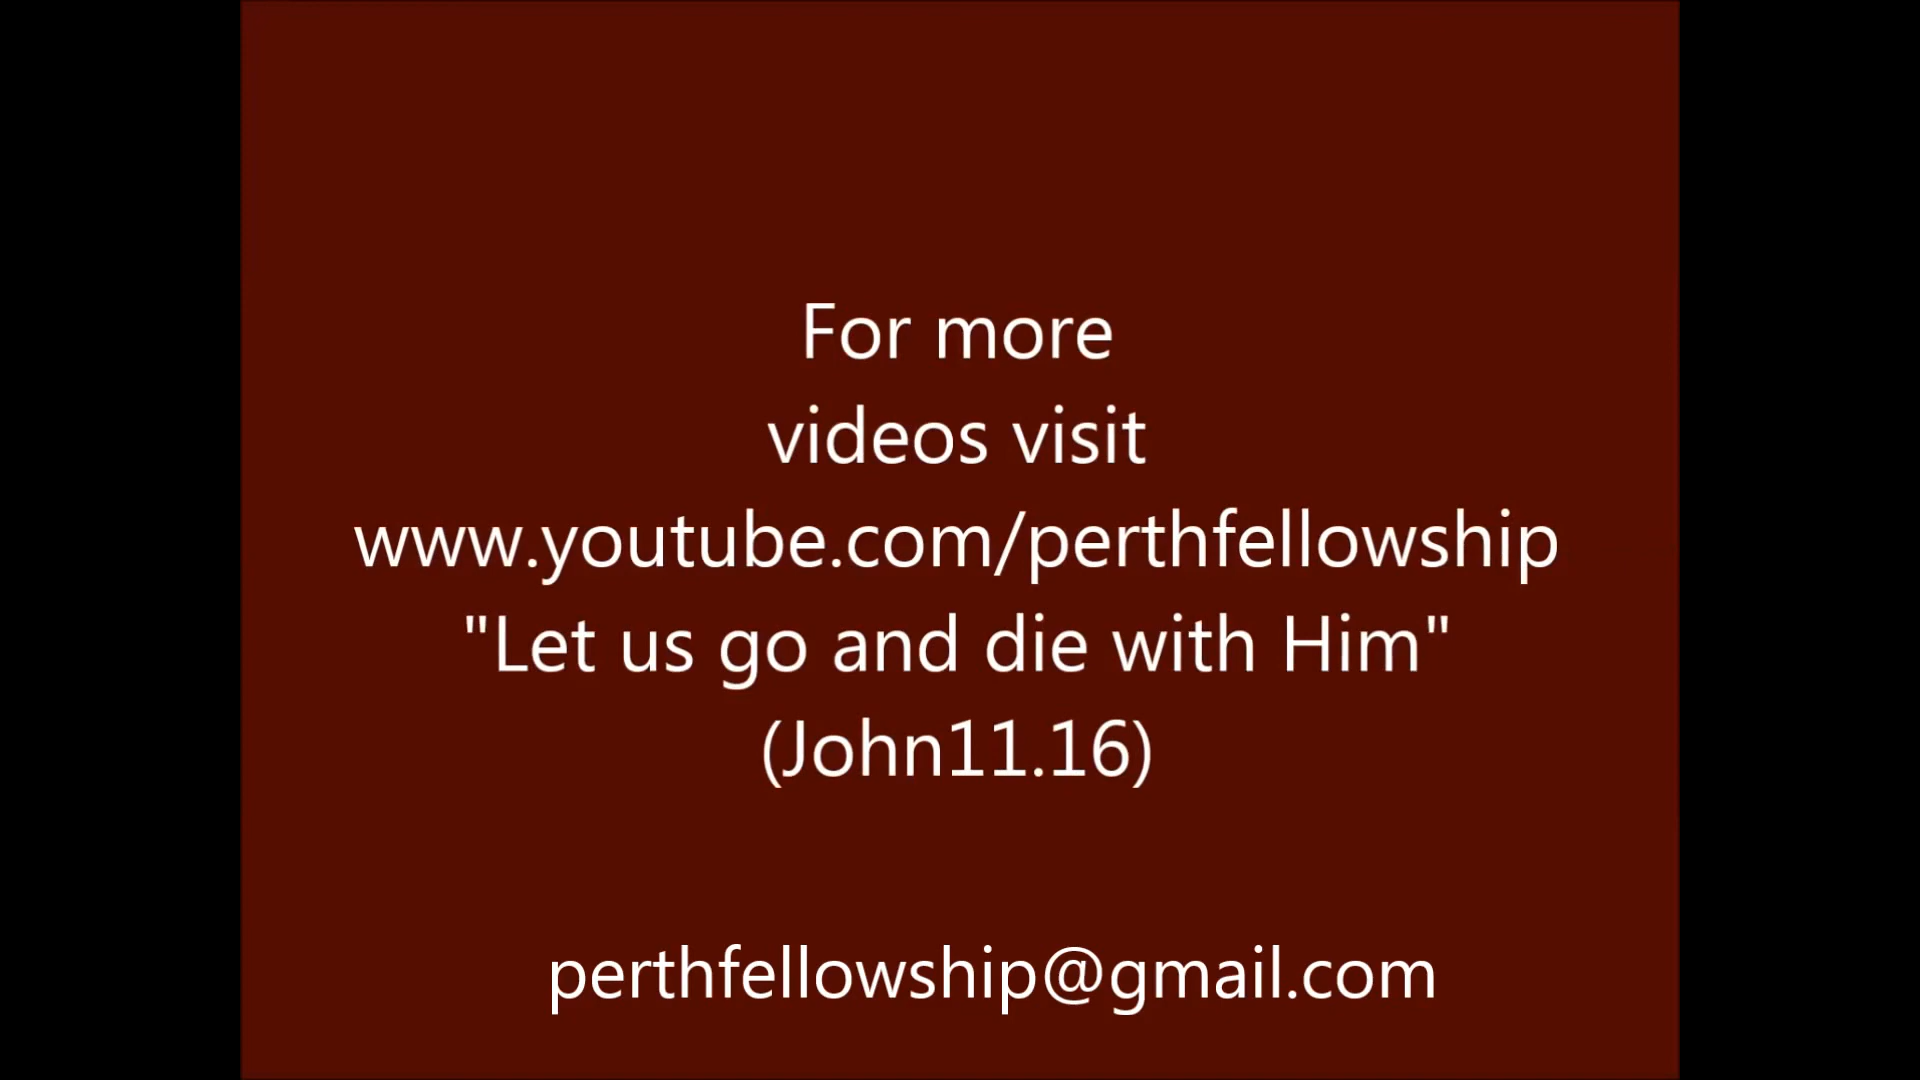 For more
videos visit
www.youtube.com/perthfellowship
"Let us go and die with Him"
(John11.16)
perthfellowship@gmail.com